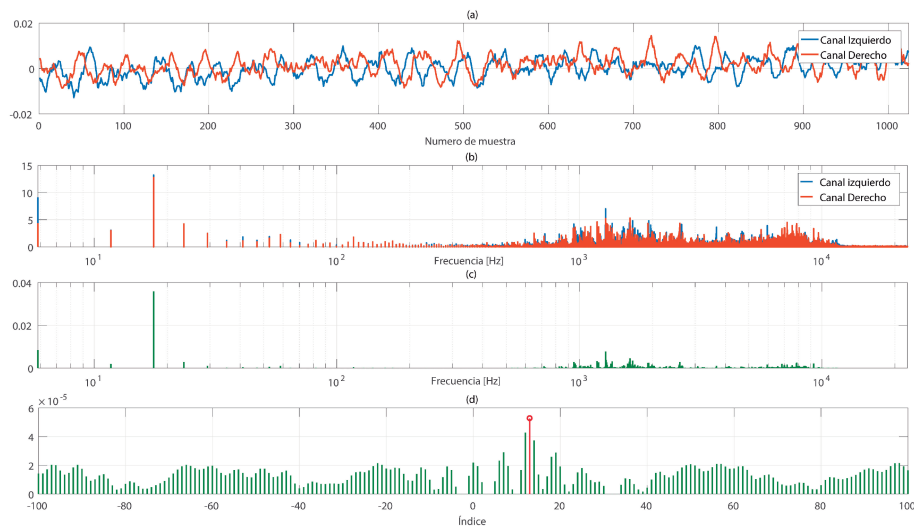 (a)
0.02
0
-0.02
Canal Izquierdo
Canal Derecho
0 100 200 300 400 500 600 700 800 900 1000
Numero de muestra
(b)
15
10
5
0
Canal izquierdo
Canal Derecho
10^1 10^2 10^3 10^4
Frecuencia [Hz]
(c)
0.04
0.02
0
10^1 10^2 10^3 10^4
Frecuencia [Hz]
(d)
× 10^-5
6
4
2
0
-100 -80 -60 -40 -20 0 20 40 60 80 100
Índice